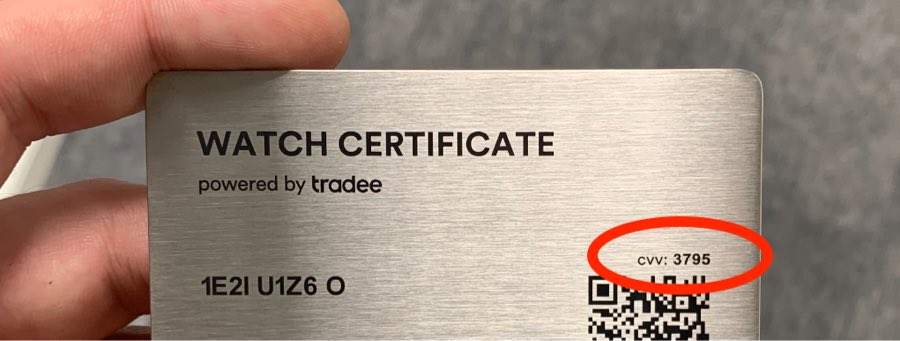 WATCH CERTIFICATE
powered by tradee
cvv: 3795
1E2I U1Z6 O